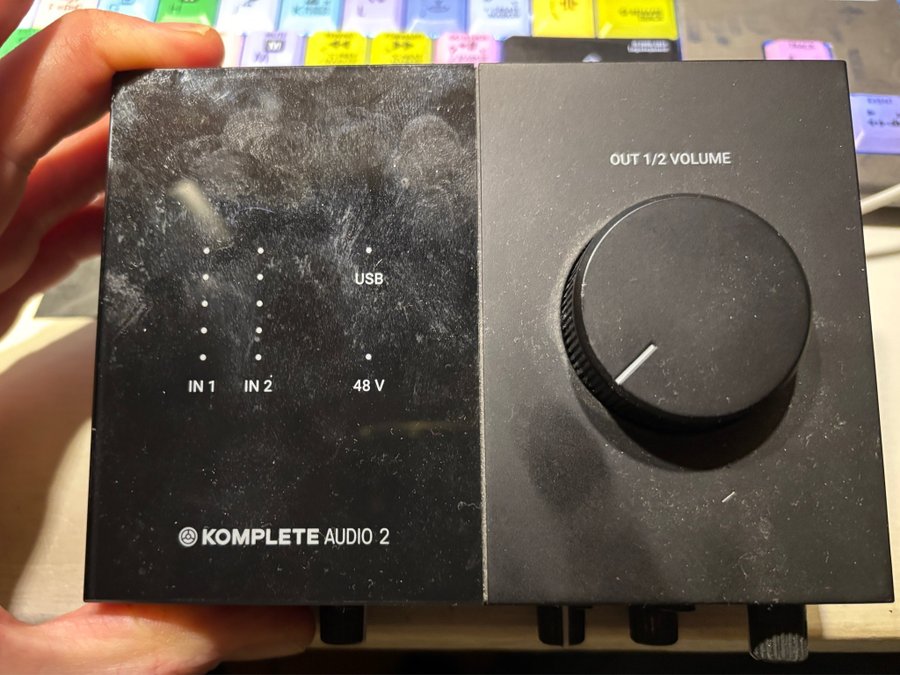 OUT 1/2 VOLUME
USB
IN 1 IN 2 48 V
KOMPLETE AUDIO 2